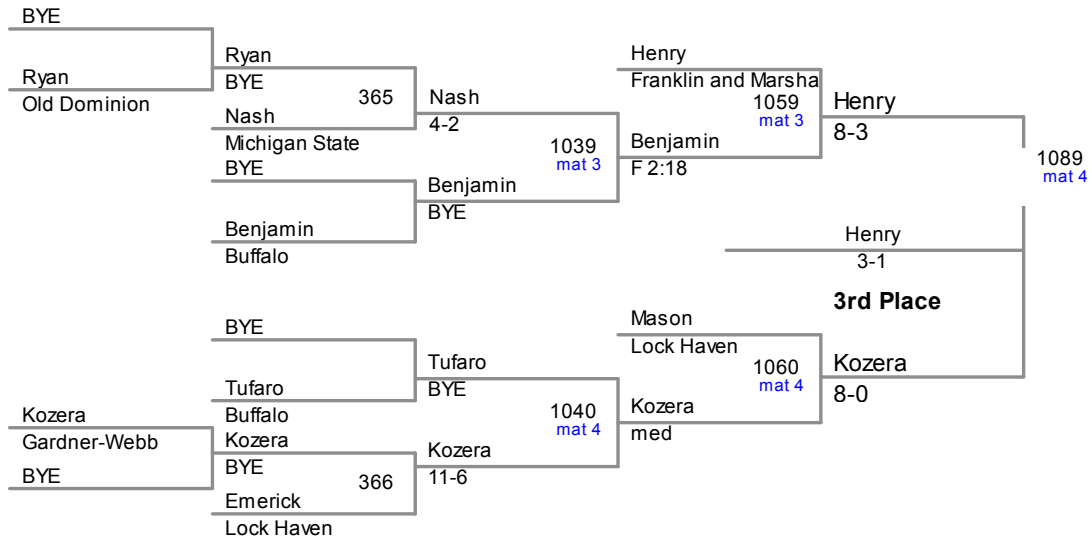 BYE
Ryan
Old Dominion
Ryan
BYE
365
Nash
Michigan State
Nash
4-2
BYE
Benjamin
Buffalo
1039
mat 3
Benjamin
BYE
Henry
Franklin and Marsha
1059
mat 3
Benjamin
F 2:18
Henry
8-3
1089
mat 4
Henry
3-1
3rd Place
BYE
Tufaro
Buffalo
Tufaro
BYE
Kozera
Gardner-Webb
BYE
Kozera
BYE
366
Emerick
Lock Haven
1040
mat 4
Kozera
11-6
Mason
Lock Haven
1060
mat 4
Kozera
med
Kozera
8-0